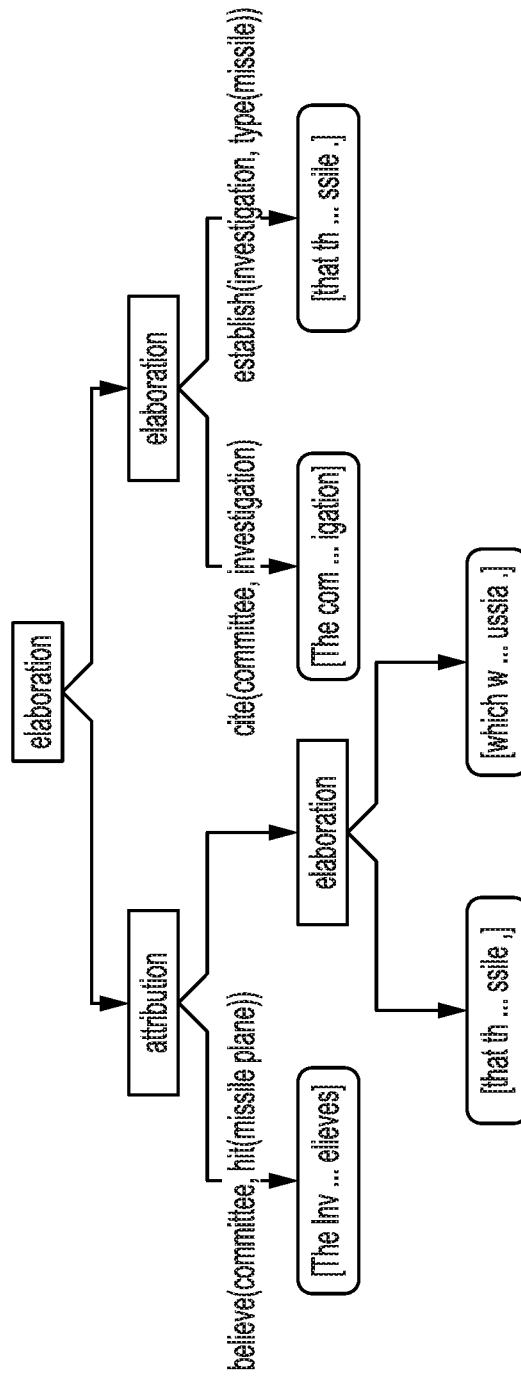 elaboration
attribution
elaboration
believe(committee, hit(missile plane))
cite(committee, investigation)
establish(investigation, type(missile))
[The Inv ... elieves]
elaboration
[The com ... igation]
[that th ... ssile ,]
[that th ... ssile ,]
[which w ... ussia .]